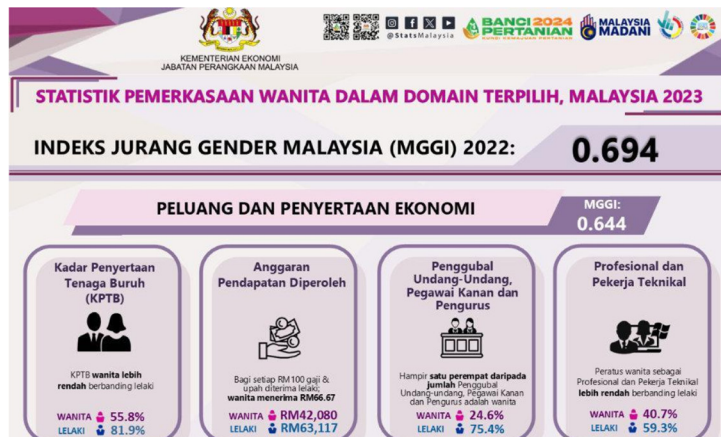 @StatsMalaysia
BANCI 2024
PERTANIAN
MALAYSIA
MADANI
KEMENTERIAN EKONOMI
JABATAN PERANGKAAN MALAYSIA
STATISTIK PEMERKASAAN WANITA DALAM DOMAIN TERPILIH, MALAYSIA 2023
INDEKS JURANG GENDER MALAYSIA (MGGI) 2022: 0.694
PELUANG DAN PENYERTAAN EKONOMI
MGGI:
0.644
Kadar Penyertaan
Tenaga Buruh
(KPTB)
KPTB wanita lebih
rendah berbanding lelaki
WANITA 55.8%
LELAKI 81.9%
Anggaran
Pendapatan Diperoleh
Bagi setiap RM100 gaji &
upah diterima lelaki;
wanita menerima RM66.67
WANITA RM42,080
LELAKI RM63,117
Penggubal
Undang-Undang,
Pegawai Kanan dan
Pengurus
Hampir satu perempat daripada
jumlah Penggubal
Undang-undang, Pegawai Kanan
dan Pengurus adalah wanita
WANITA 24.6%
LELAKI 75.4%
Profesional dan
Pekerja Teknikal
Peratus wanita sebagai
Profesional dan Pekerja Teknikal
lebih rendah berbanding lelaki
WANITA 40.7%
LELAKI 59.3%